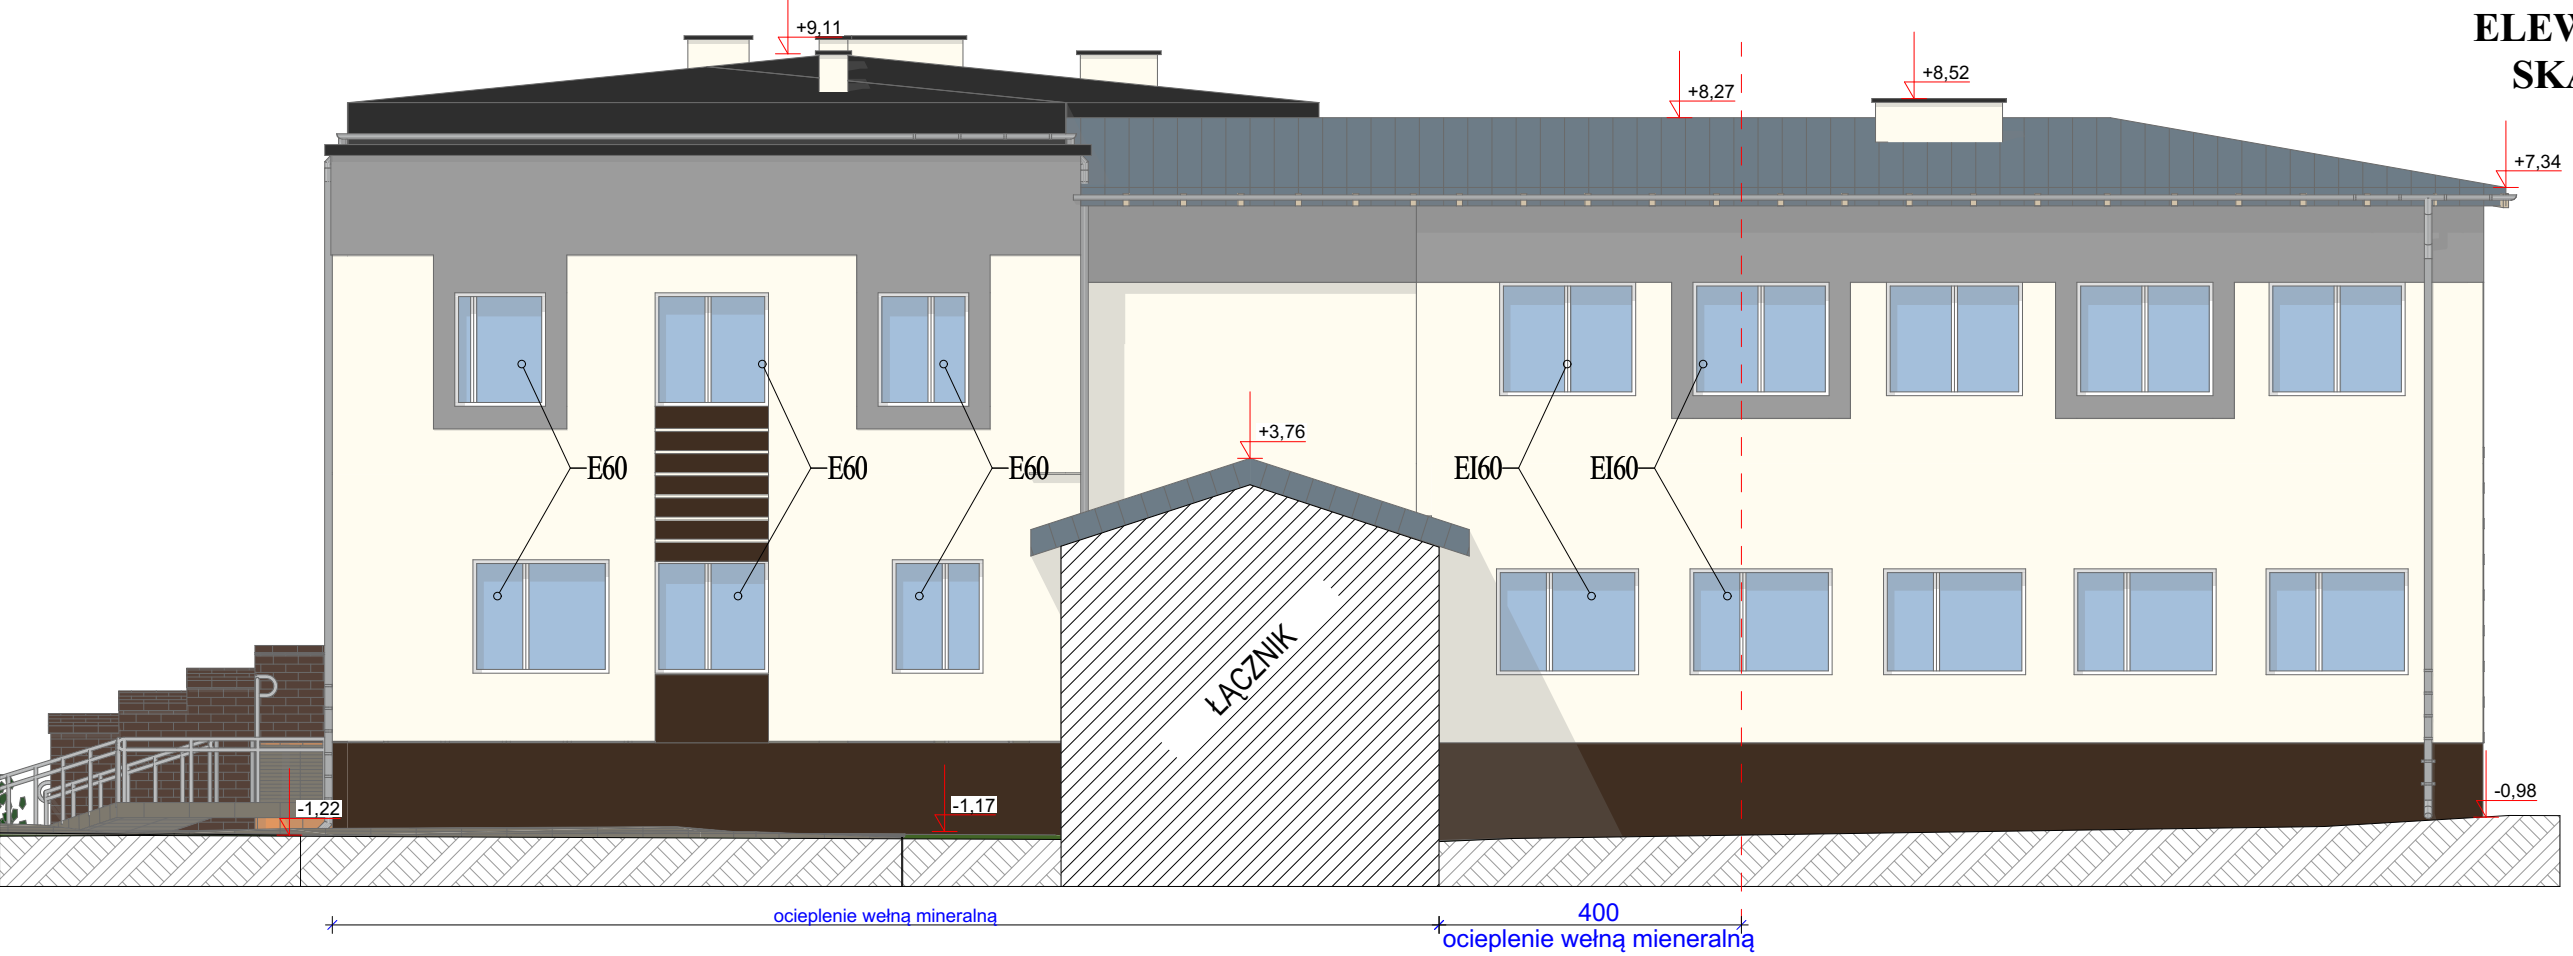 ELEW
SKA
+9,11
+8,52
+8,27
+7,34
+3,76
E60
E60
E60
EI60
EI60
ŁĄCZNIK
-1,22
-1,17
-0,98
ocieplenie wełną mineralną
400
ocieplenie wełną mieneralną